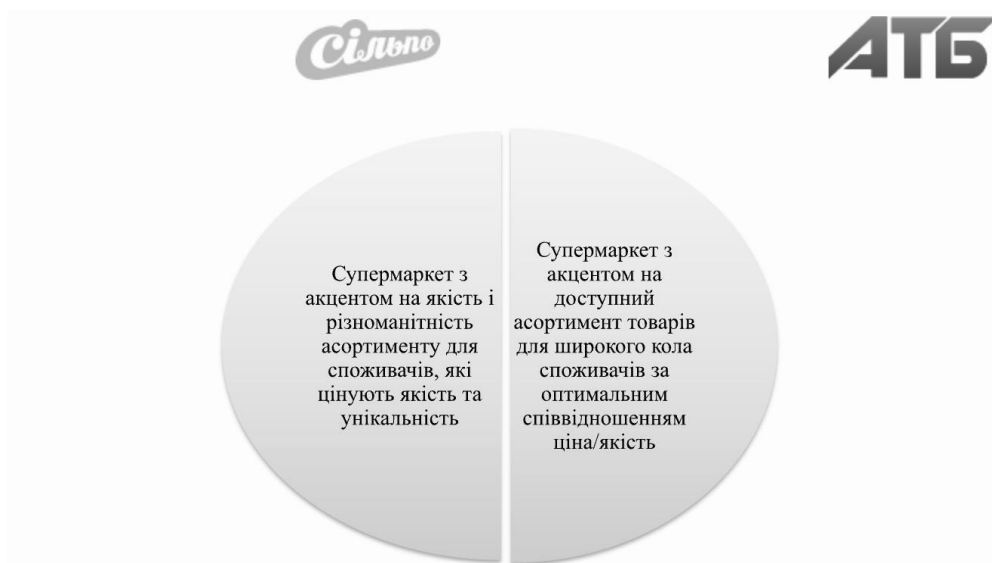 Сільпо
АТБ
Супермаркет з
акцентом на якість і
різноманітність
асортименту для
споживачів, які
цінують якість та
унікальність
Супермаркет з
акцентом на
доступний
асортимент товарів
для широкого кола
споживачів за
оптимальним
співвідношенням
ціна/якість